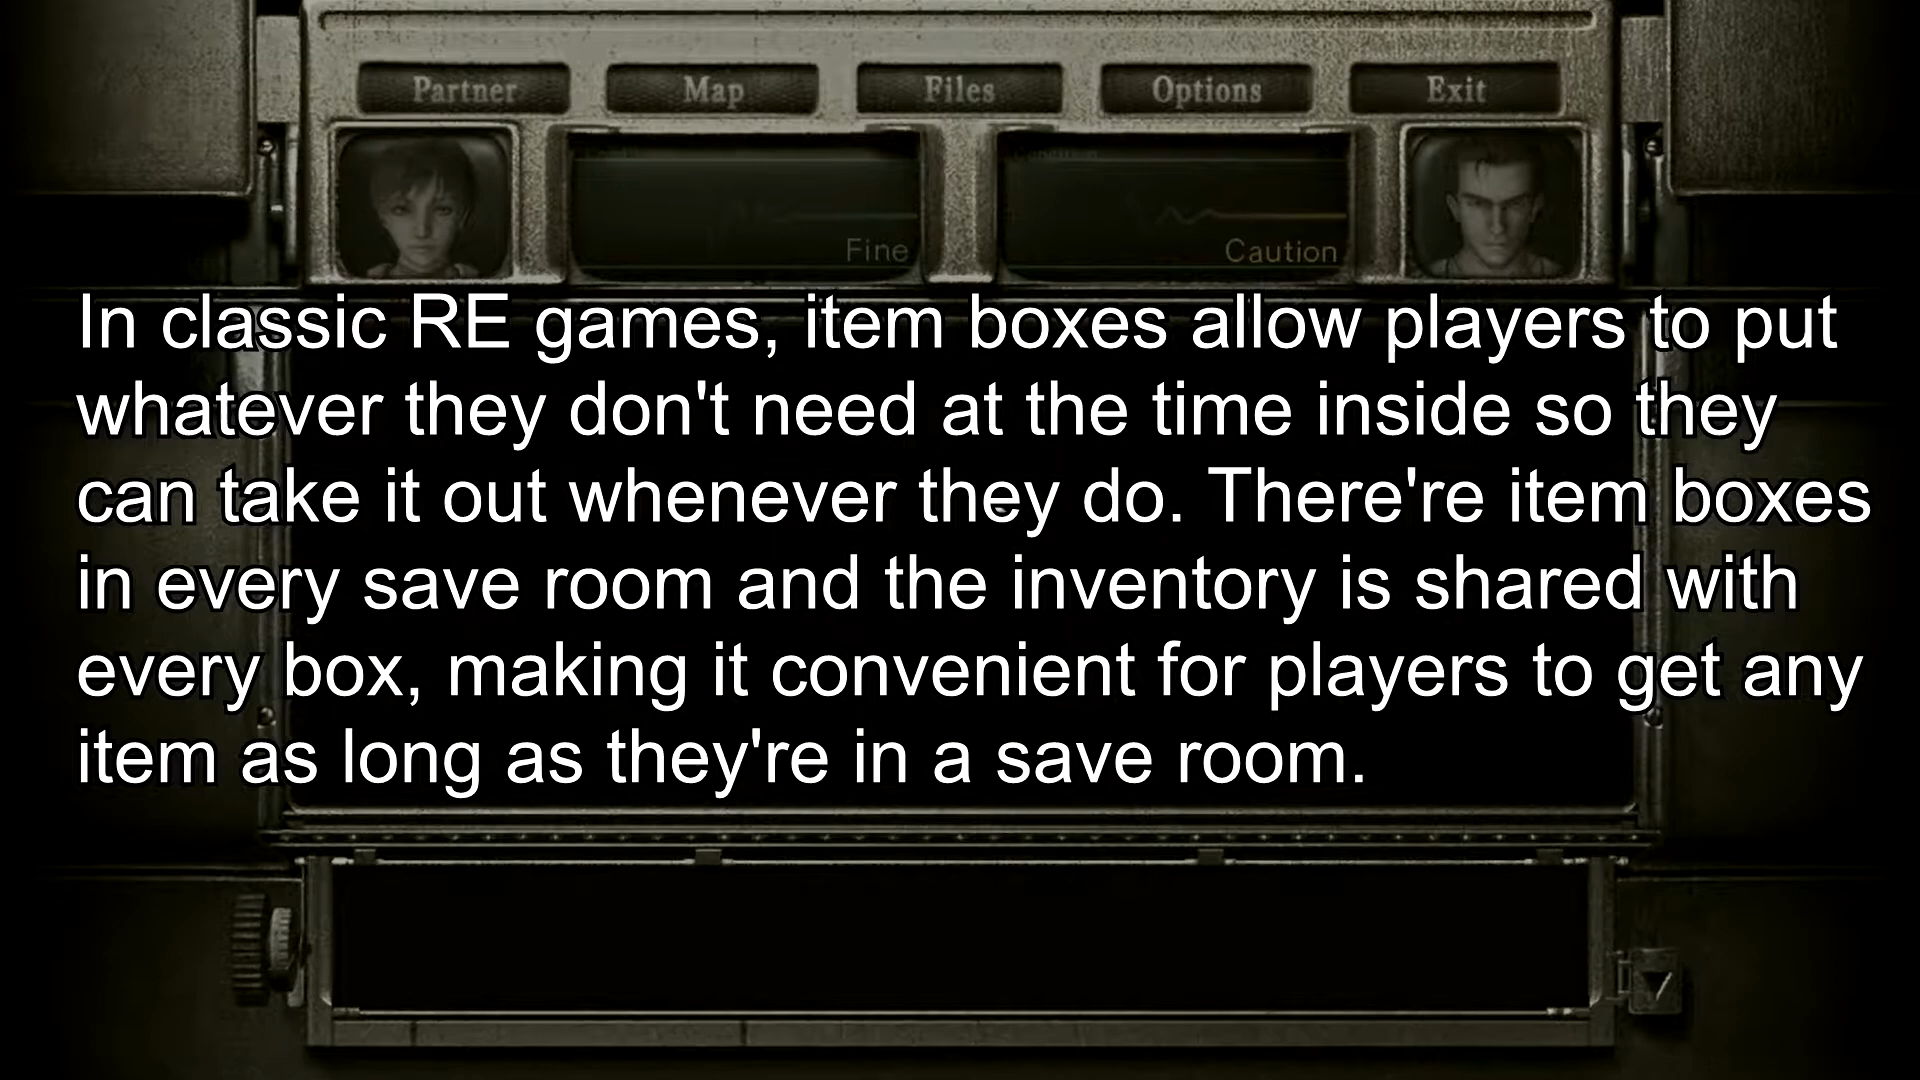 Partner Map Files Options Exit
Fine Caution
In classic RE games, item boxes allow players to put
whatever they don't need at the time inside so they
can take it out whenever they do. There're item boxes
in every save room and the inventory is shared with
every box, making it convenient for players to get any
item as long as they're in a save room.